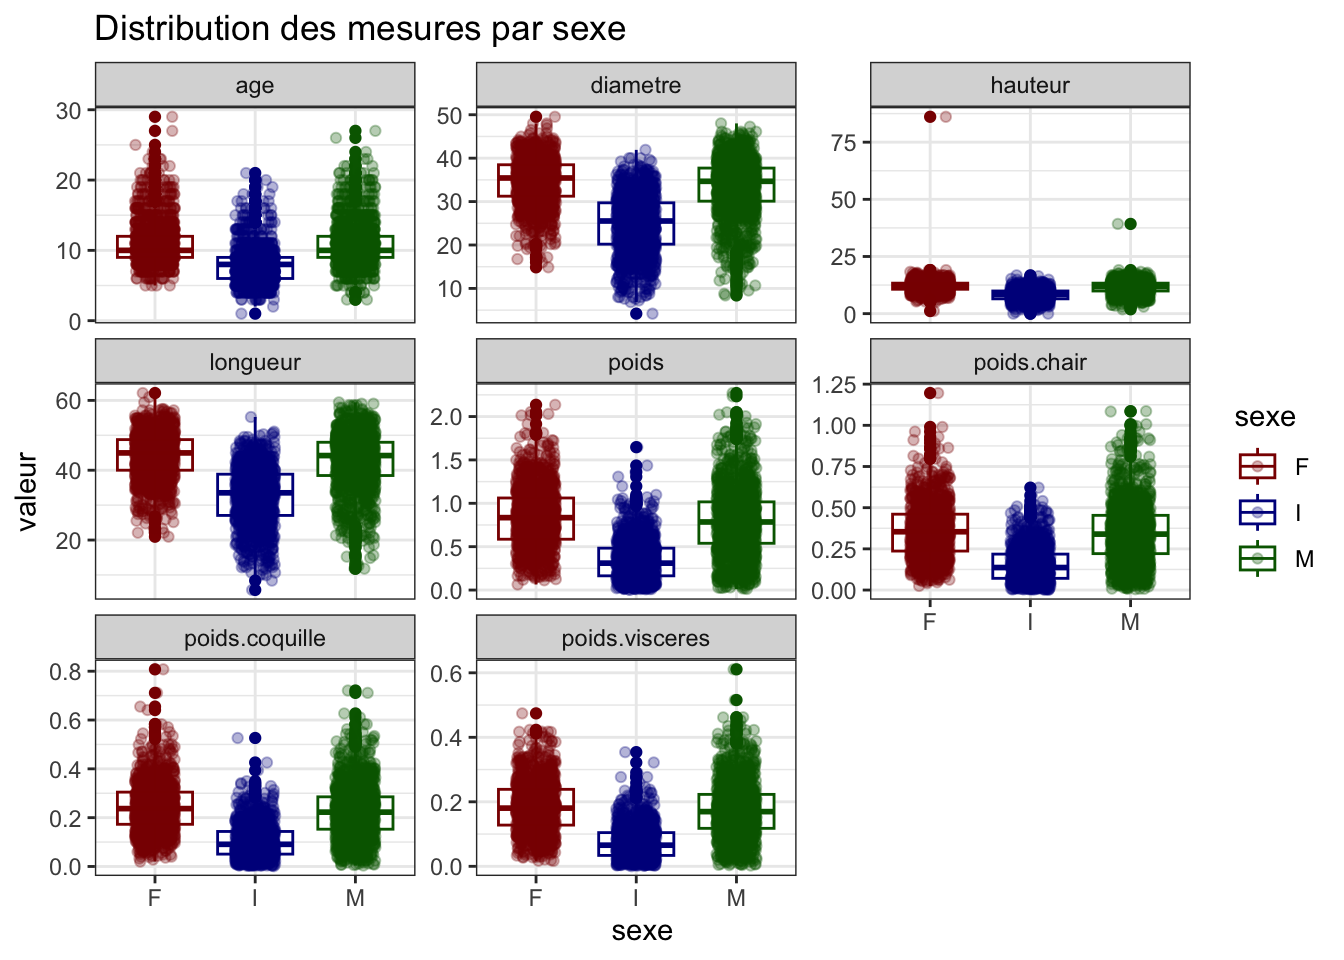 Distribution des mesures par sexe
age
diametre
hauteur
30
20
10
0
50
40
30
20
10
75
50
25
0
longueur
poids
poids.chair
60
40
20
2.0
1.5
1.0
0.5
0.0
1.25
1.00
0.75
0.50
0.25
0.00
F I M
poids.coquille
poids.visceres
0.8
0.6
0.4
0.2
0.0
0.6
0.4
0.2
0.0
F I M
F I M
valeur
sexe
sexe
F
I
M